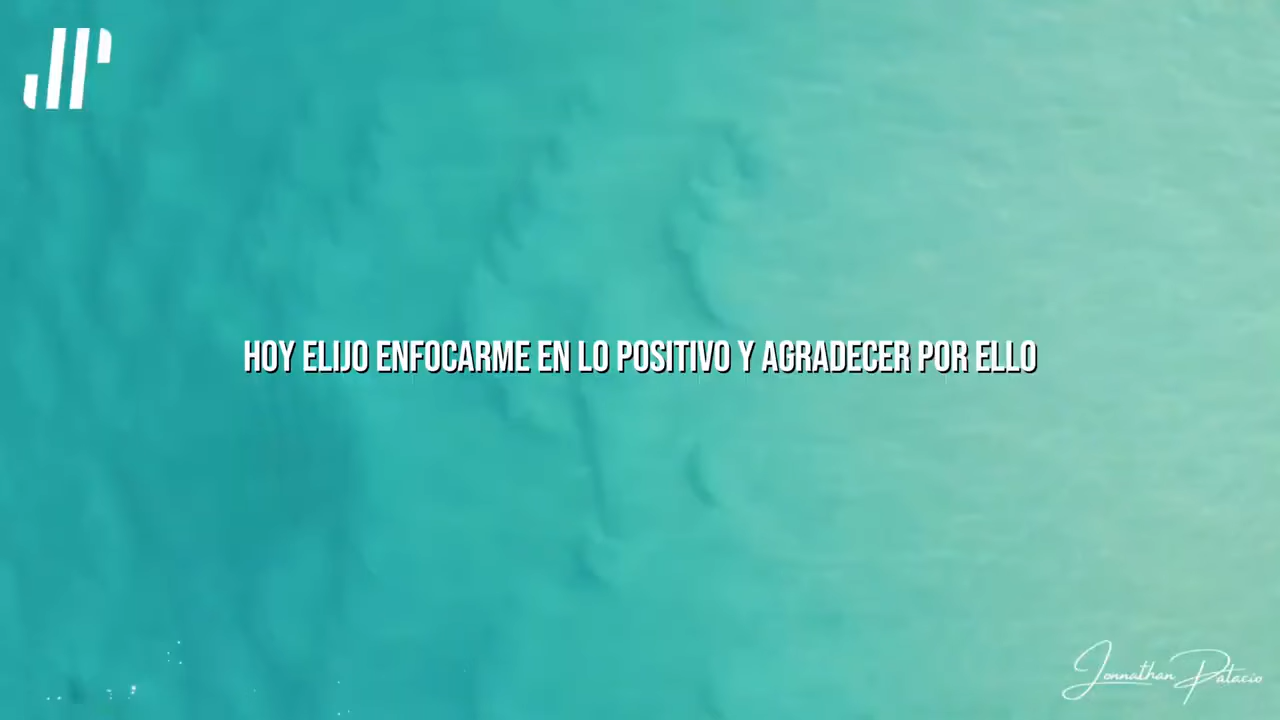 JP
HOY ELIJO ENFOCARME EN LO POSITIVO Y AGRADECER POR ELLO
Jonnathan Palacio